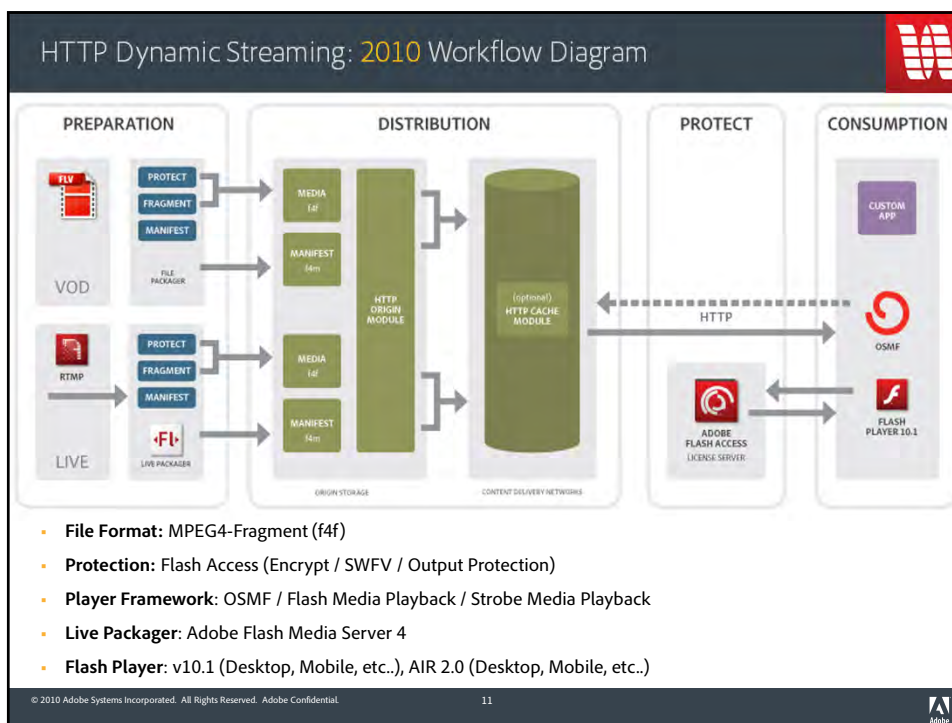 HTTP Dynamic Streaming: 2010 Workflow Diagram
PREPARATION
FLV
VOD
PROTECT
FRAGMENT
MANIFEST
FILE
PACKAGER
RTMP
LIVE
PROTECT
FRAGMENT
MANIFEST
Fl
LIVE PACKAGER
DISTRIBUTION
MEDIA
f4f
MANIFEST
f4m
MEDIA
f4f
MANIFEST
f4m
HTTP
ORIGIN
MODULE
ORIGIN STORAGE
(optional)
HTTP CACHE
MODULE
CONTENT DELIVERY NETWORKS
HTTP
PROTECT
ADOBE
FLASH ACCESS
LICENSE SERVER
CONSUMPTION
CUSTOM
APP
OSMF
FLASH
PLAYER 10.1
▪ File Format: MPEG4-Fragment (f4f)
▪ Protection: Flash Access (Encrypt / SWFV / Output Protection)
▪ Player Framework: OSMF / Flash Media Playback / Strobe Media Playback
▪ Live Packager: Adobe Flash Media Server 4
▪ Flash Player: v10.1 (Desktop, Mobile, etc..), AIR 2.0 (Desktop, Mobile, etc..)
© 2010 Adobe Systems Incorporated. All Rights Reserved. Adobe Confidential.
11
Adobe